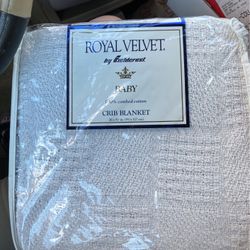 ROYAL VELVET.
by Fieldcrest
BABY
100% combed cotton
CRIB BLANKET